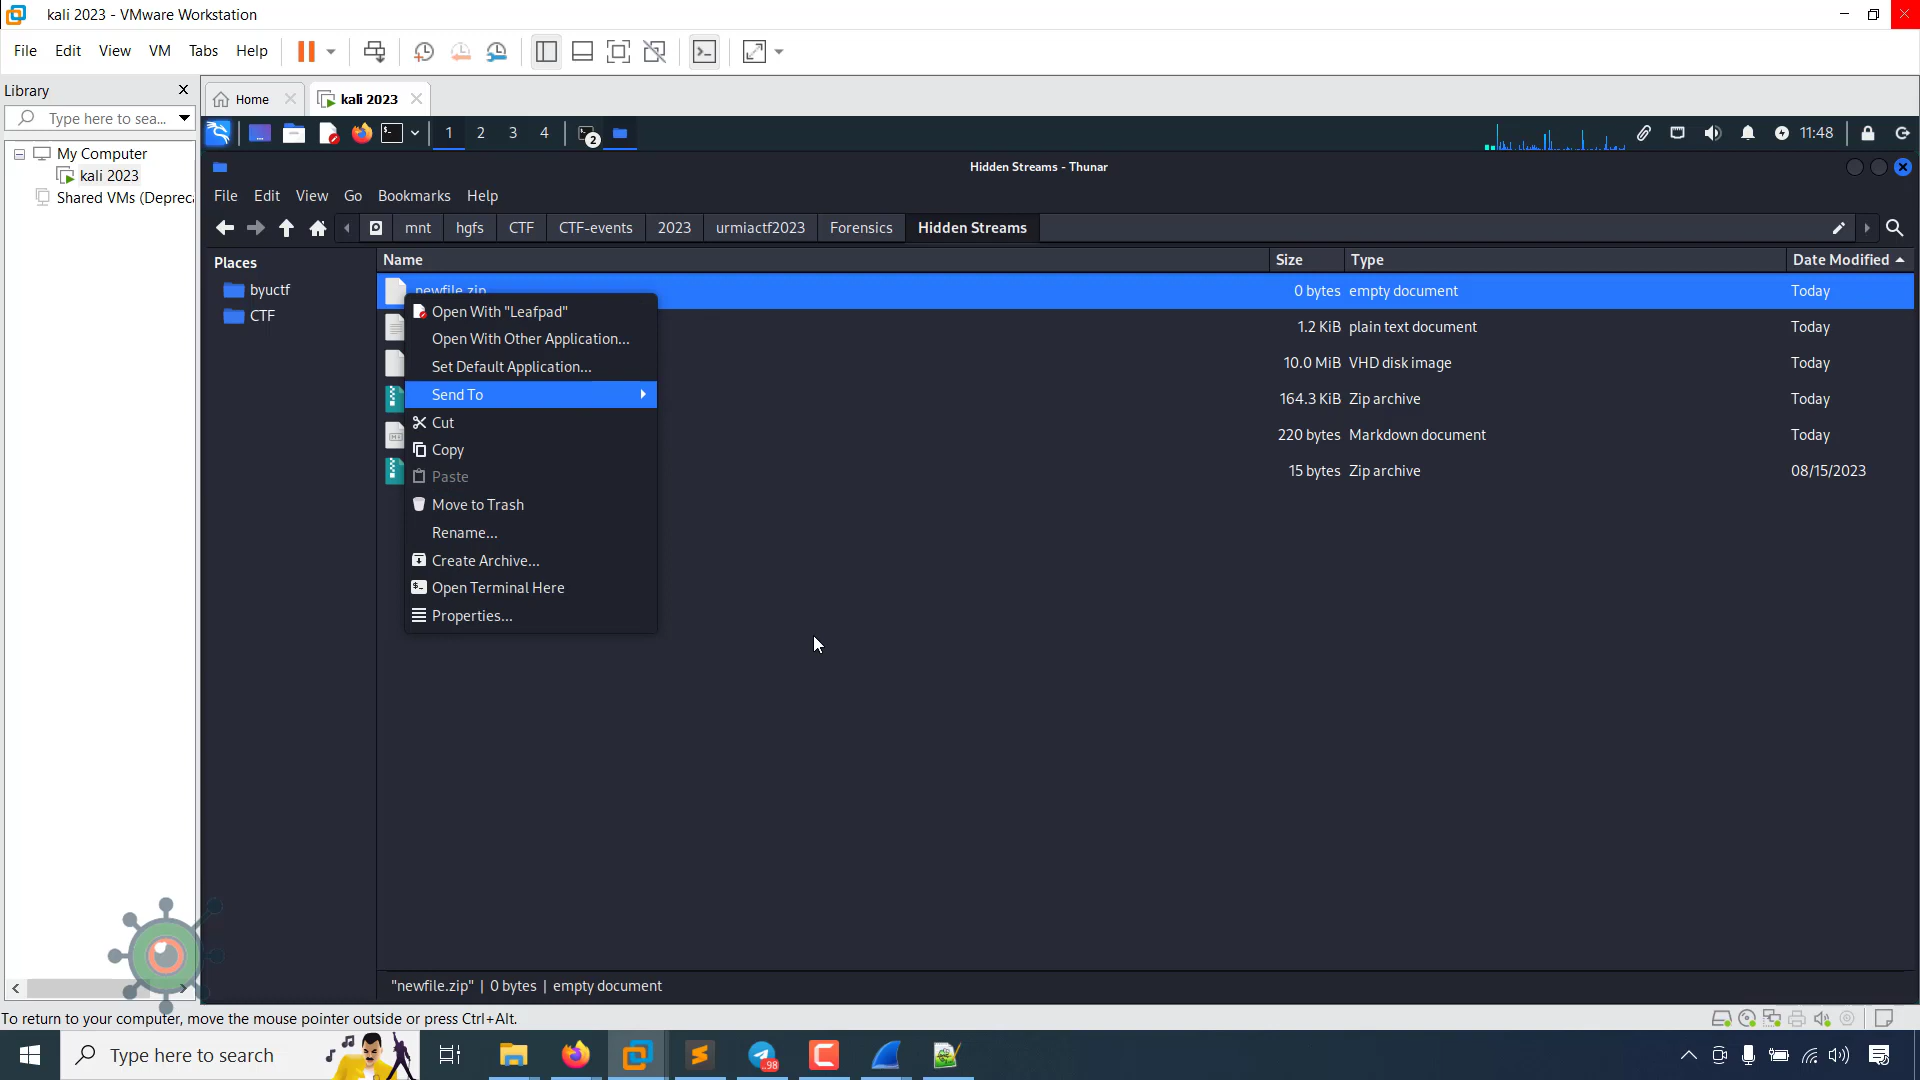 kali 2023 - VMware Workstation
File Edit View VM Tabs Help
Library
Home
kali 2023
Type here to sea...
1 2 3 4
2
11:48
My Computer
kali 2023
Shared VMs (Depreca
Hidden Streams - Thunar
File Edit View Go Bookmarks Help
mnt hgfs CTF CTF-events 2023 urmiactf2023 Forensics Hidden Streams
Places
byuctf
CTF
Name Size Type Date Modified
newfile.zip 0 bytes empty document Today
1.2 KiB plain text document Today
10.0 MiB VHD disk image Today
164.3 KiB Zip archive Today
220 bytes Markdown document Today
15 bytes Zip archive 08/15/2023
Open With "Leafpad"
Open With Other Application...
Set Default Application...
Send To
Cut
Copy
Paste
Move to Trash
Rename...
Create Archive...
Open Terminal Here
Properties...
"newfile.zip" | 0 bytes | empty document
To return to your computer, move the mouse pointer outside or press Ctrl+Alt.
Type here to search
.98